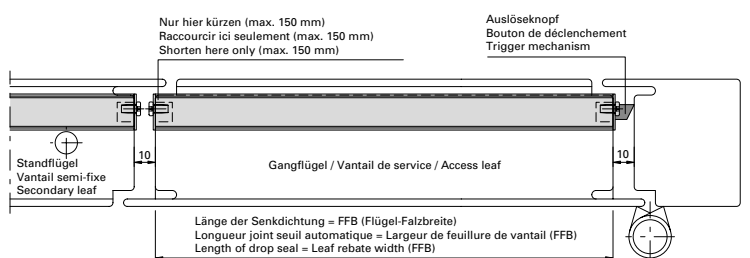 Nur hier kürzen (max. 150 mm)
Raccourcir ici seulement (max. 150 mm)
Shorten here only (max. 150 mm)
Auslöseknopf
Bouton de déclenchement
Trigger mechanism
Standflügel
Vantail semi-fixe
Secondary leaf
10
Gangflügel / Vantail de service / Access leaf
10
Länge der Senkdichtung = FFB (Flügel-Falzbreite)
Longueur joint seuil automatique = Largeur de feuillure de vantail (FFB)
Length of drop seal = Leaf rebate width (FFB)